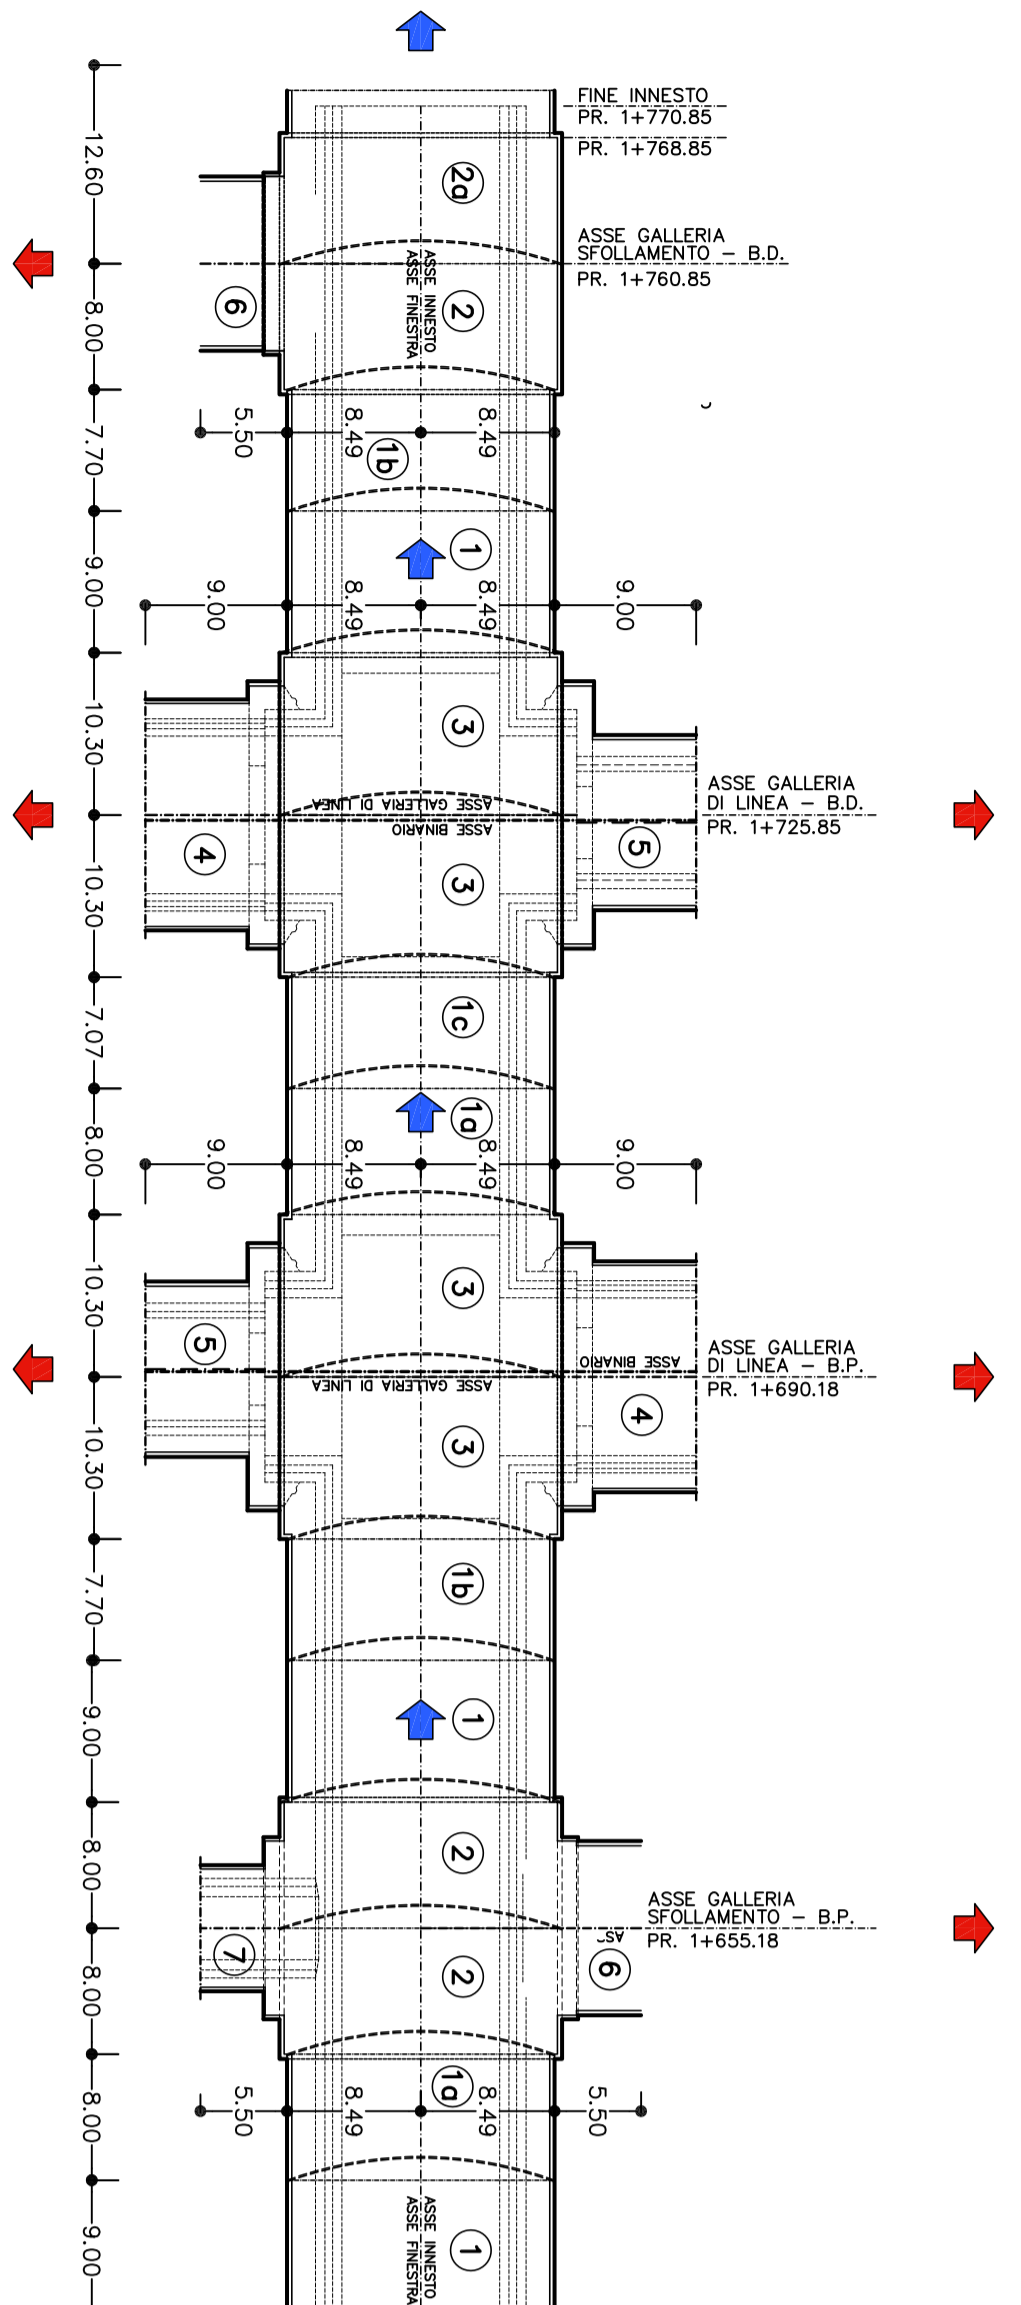 FINE INNESTO
PR. 1+770.85
PR. 1+768.85
12.60
2a
ASSE GALLERIA
SFOLLAMENTO – B.D.
PR. 1+760.85
ASSE INNESTO
ASSE FINESTRA
6
2
8.00
5.50
8.49
8.49
1b
7.70
1
9.00
9.00
8.49
8.49
9.00
3
10.30
ASSE GALLERIA
DI LINEA – B.D.
PR. 1+725.85
ASSE GALLERIA DI LINEA
ASSE BINARIO
4
5
3
10.30
1c
7.07
1a
8.00
9.00
8.49
8.49
9.00
3
10.30
5
ASSE GALLERIA
DI LINEA – B.P.
PR. 1+690.18
ASSE BINARIO
ASSE GALLERIA DI LINEA
4
3
10.30
1b
7.70
1
9.00
2
8.00
ASSE GALLERIA
SFOLLAMENTO – B.P.
PR. 1+655.18
7
2
6
8.00
1a
5.50
8.49
8.49
5.50
8.00
ASSE INNESTO
ASSE FINESTRA
1
9.00